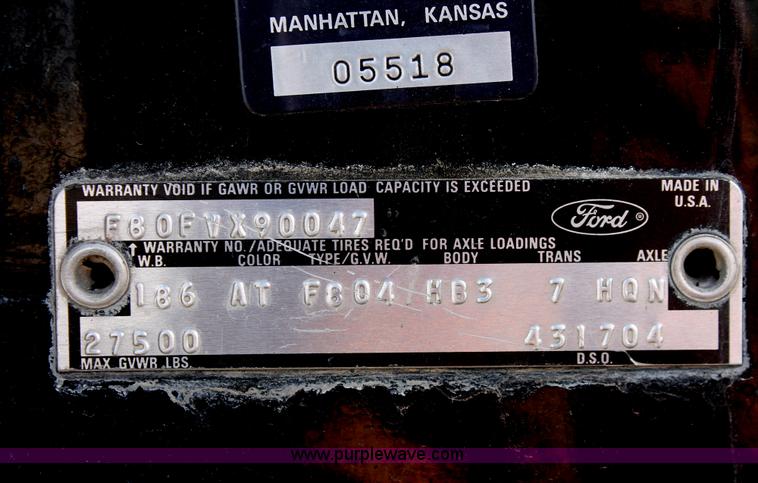 MANHATTAN, KANSAS
05518
WARRANTY VOID IF GAWR OR GVWR LOAD CAPACITY IS EXCEEDED
MADE IN
U.S.A.
F80FVX90047
Ford ®
↑ WARRANTY NO./ADEQUATE TIRES REQ'D FOR AXLE LOADINGS
W.B. COLOR TYPE/G.V.W. BODY TRANS AXLE
186 AT F804 HB3 7 HQN
27500 431704
MAX GVWR LBS. D.S.O.
www.purplewave.com